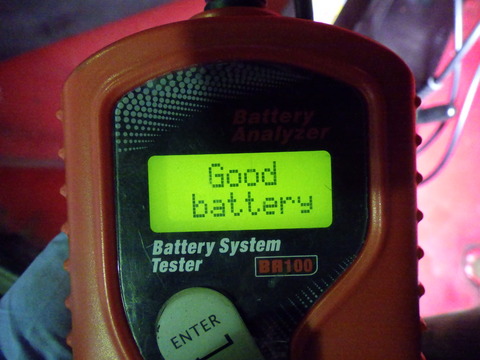 Battery
Analyzer
Good
battery
Battery System
Tester
BR100
ENTER